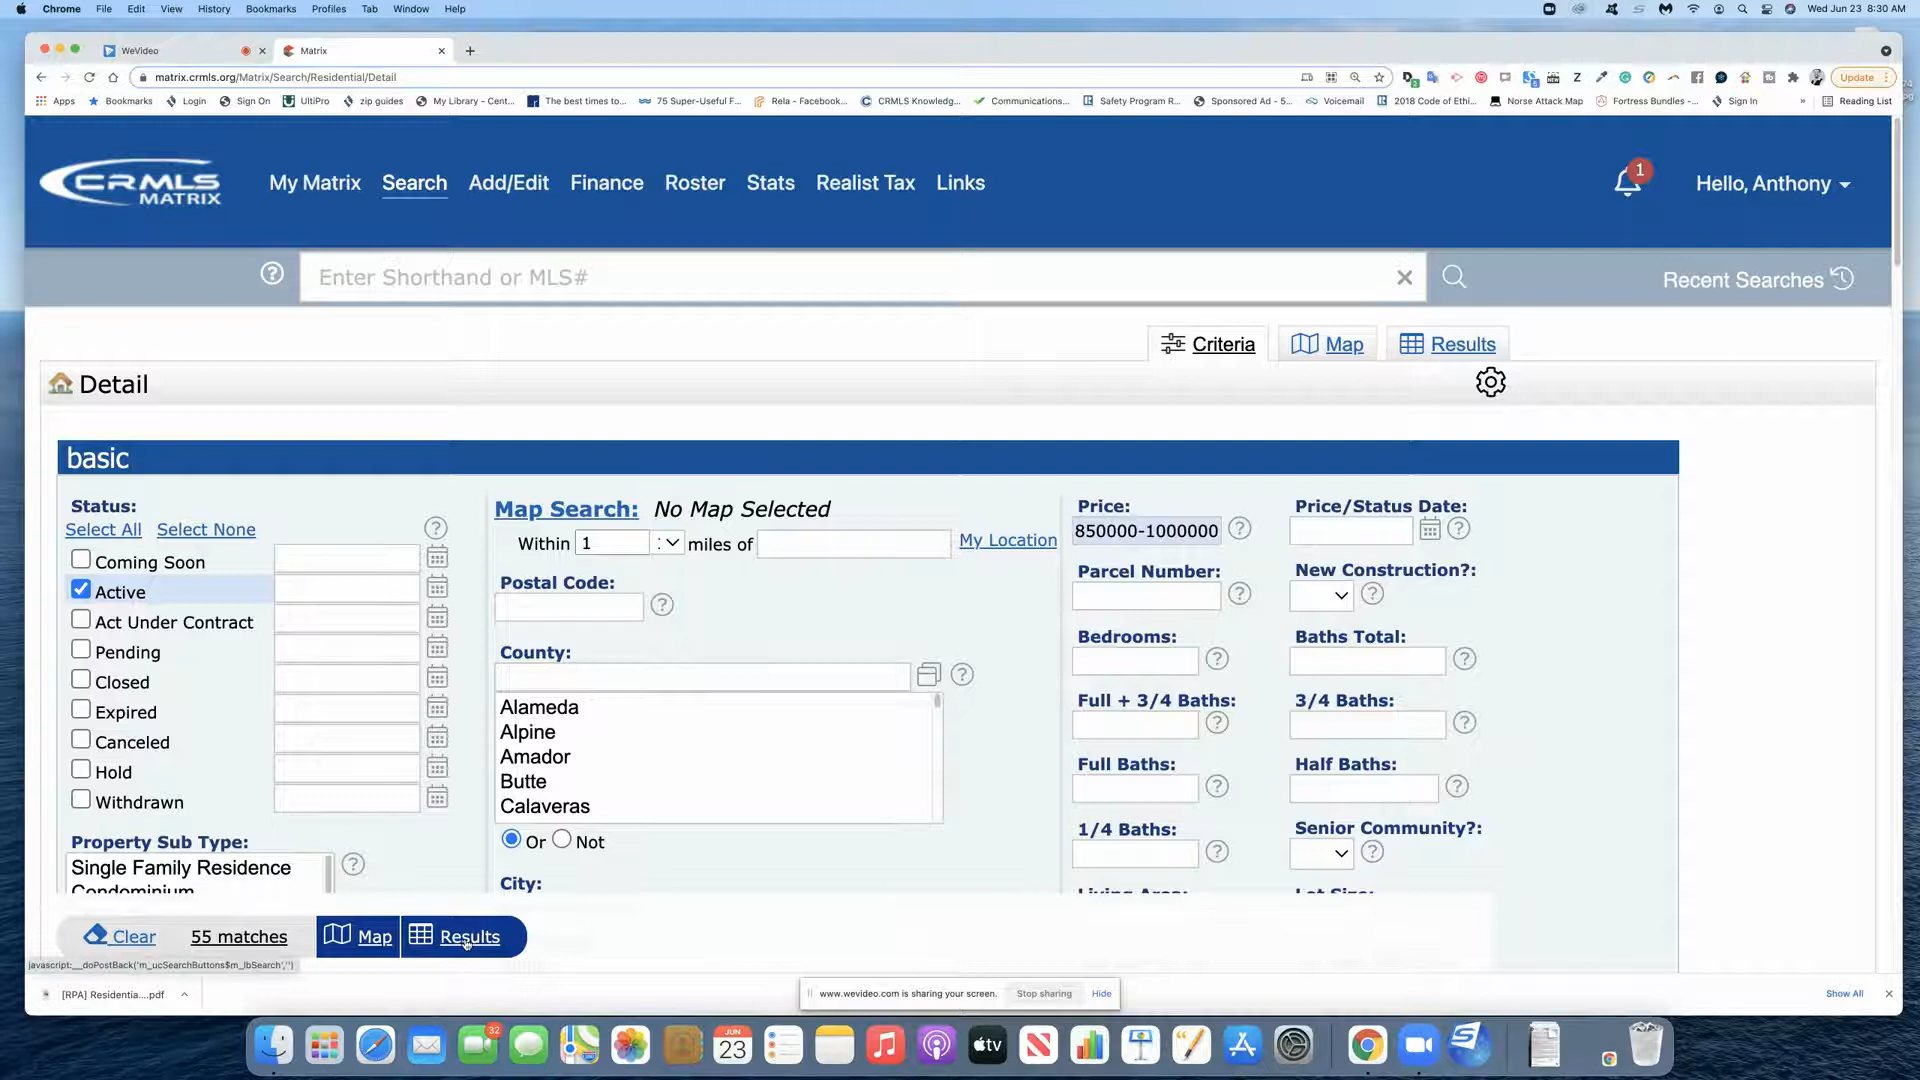 Chrome File Edit View History Bookmarks Profiles Tab Window Help Wed Jun 23 8:30 AM
WeVideo Matrix
matrix.crmls.org/Matrix/Search/Residential/Detail Update
Apps Bookmarks Login Sign On UltiPro zip guides My Library - Cent... The best times to... 75 Super-Useful F... Rela - Facebook... CRMLS Knowledg... Communications... Safety Program R... Sponsored Ad - 5... Voicemail 2018 Code of Ethi... Norse Attack Map Fortress Bundles -... Sign In » Reading List
CRMLS MATRIX
My Matrix Search Add/Edit Finance Roster Stats Realist Tax Links 1 Hello, Anthony
Enter Shorthand or MLS# Recent Searches
Criteria Map Results
Detail
basic
Status:
Select All Select None
Coming Soon
Active
Act Under Contract
Pending
Closed
Expired
Canceled
Hold
Withdrawn
Property Sub Type:
Single Family Residence
Condominium
Map Search: No Map Selected
Within 1 miles of My Location
Postal Code:
County:
Alameda
Alpine
Amador
Butte
Calaveras
Or Not
City:
Price: Price/Status Date:
850000-1000000
Parcel Number: New Construction?:
Bedrooms: Baths Total:
Full + 3/4 Baths: 3/4 Baths:
Full Baths: Half Baths:
1/4 Baths: Senior Community?:
Living Area: Lot Size:
Clear 55 matches Map Results
javascript:__doPostBack('m_ucSearchButtons$m_lbSearch','')
[RPA] Residentia....pdf
www.wevideo.com is sharing your screen. Stop sharing Hide
Show All
32
JUN
23
tv